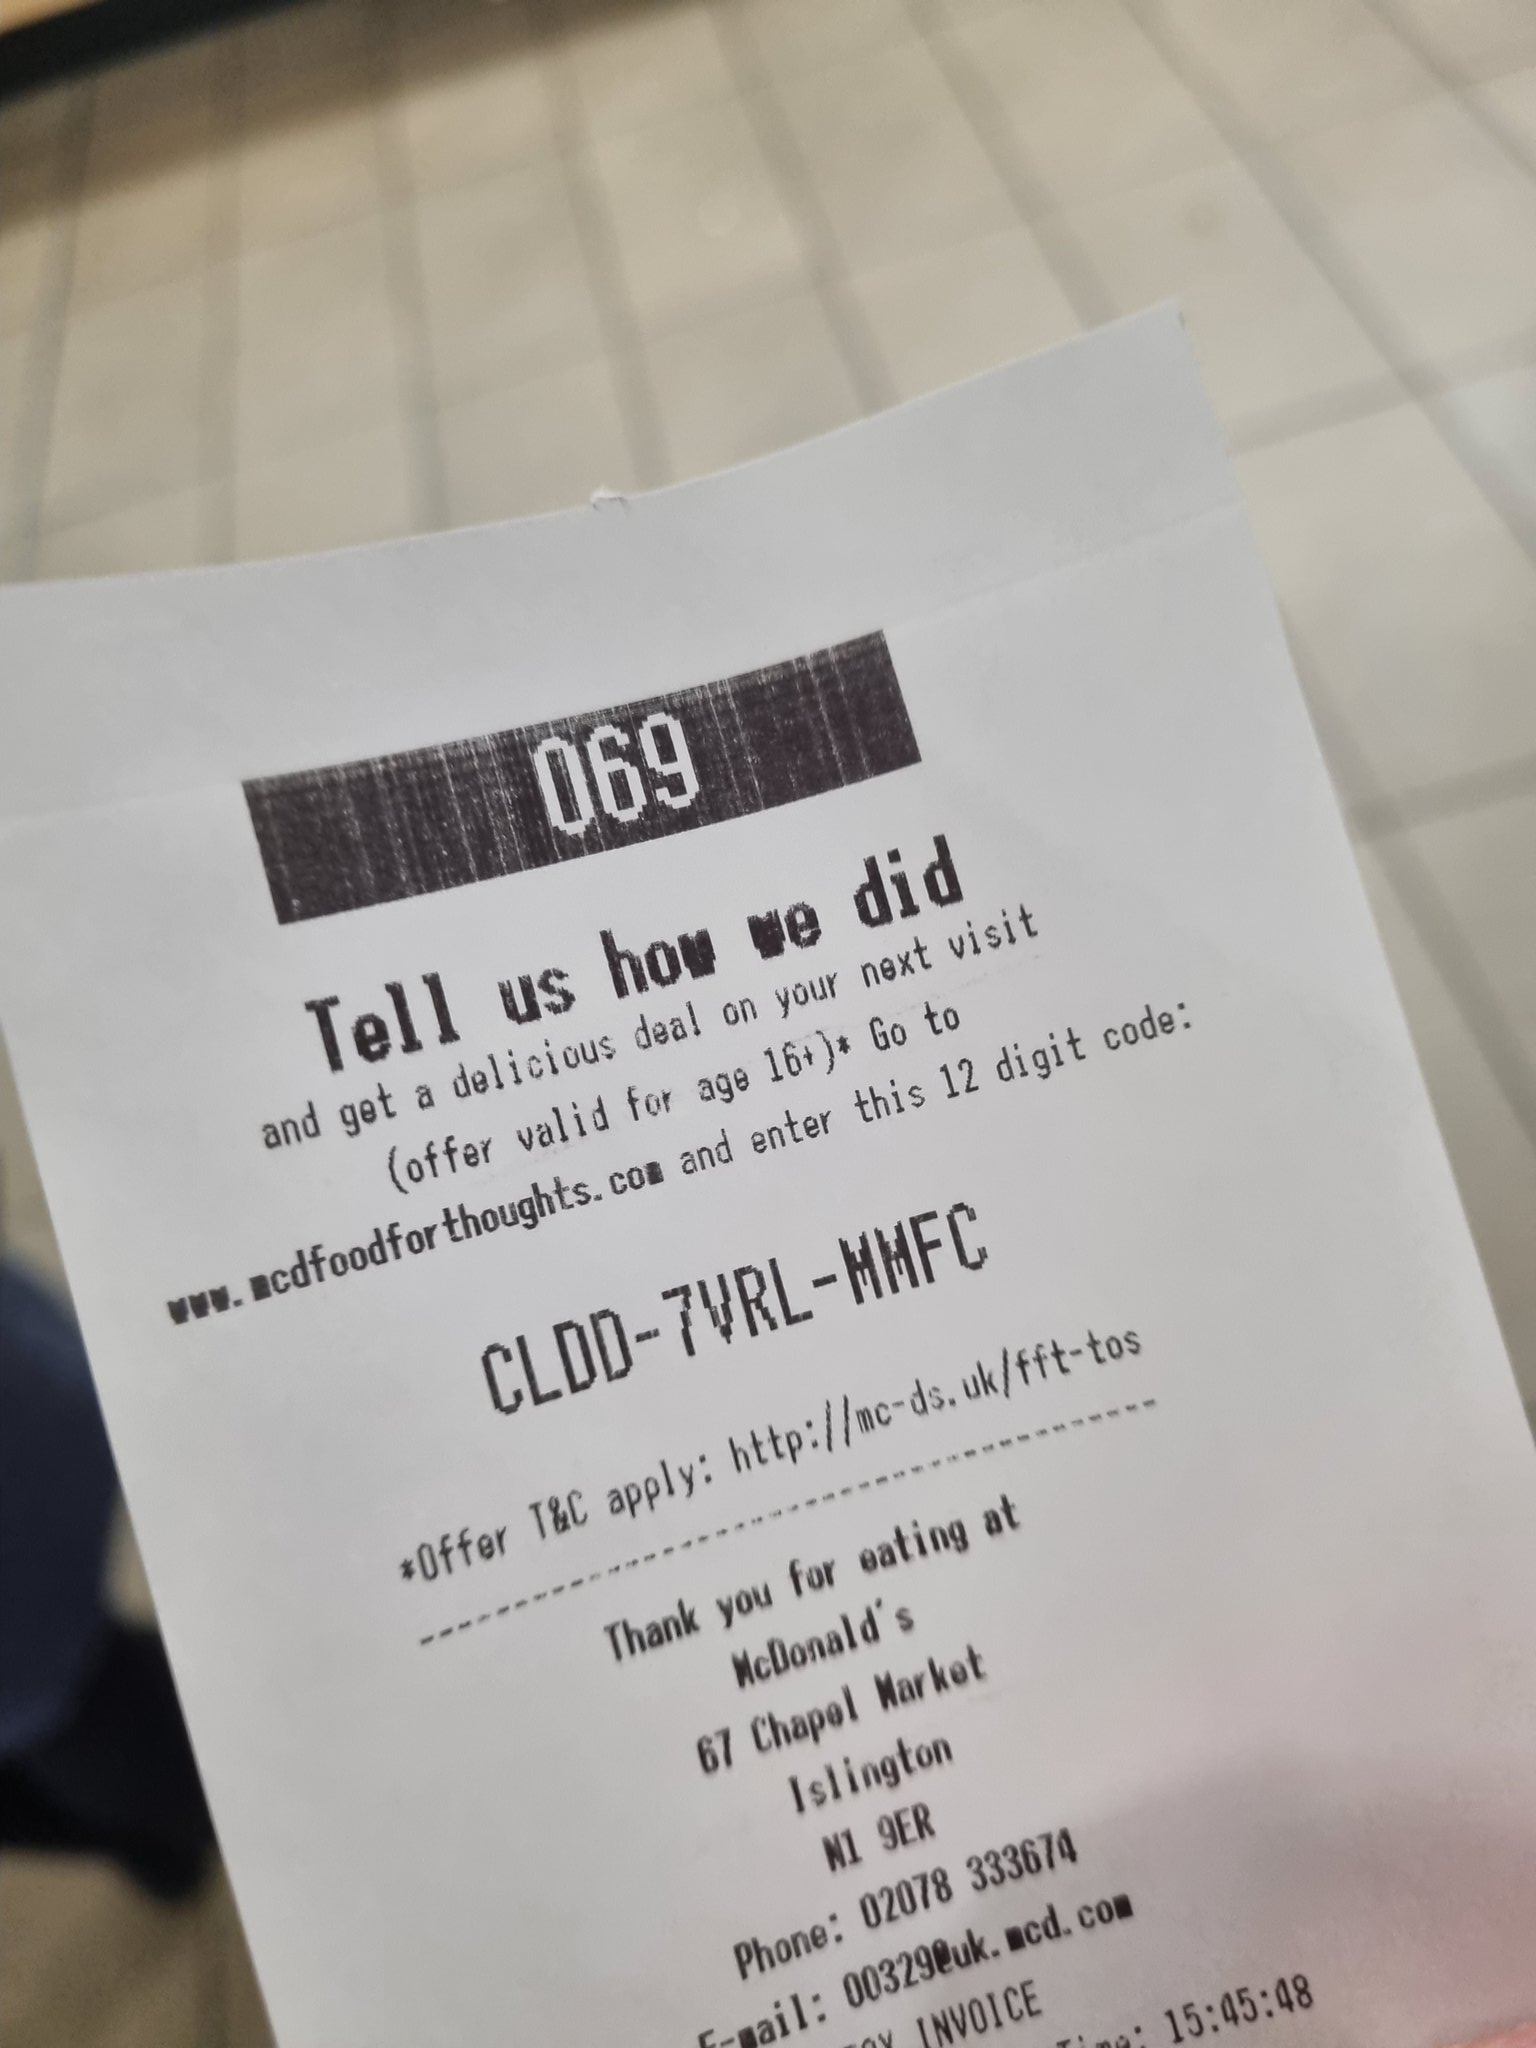 069
Tell us how we did
and get a delicious deal on your next visit
(offer valid for age 16+)* Go to
www.mcdfoodforthoughts.com and enter this 12 digit code:
CLDD-7VRL-MMFC
*Offer T&C apply: http://mc-ds.uk/fft-tos
----------------------------------------
Thank you for eating at
McDonald's
67 Chapel Market
Islington
N1 9ER
Phone: 02078 333674
E-mail: 00329@uk.mcd.com
INVOICE
Time: 15:45:48